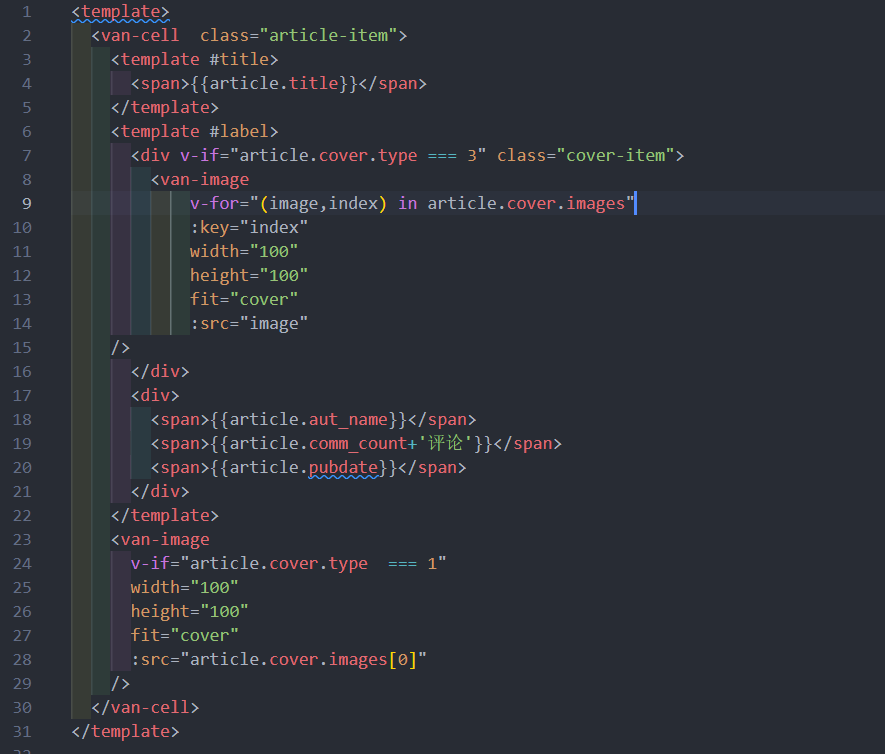 1 <template>
2 <van-cell  class="article-item">
3 <template #title>
4 <span>{{article.title}}</span>
5 </template>
6 <template #label>
7 <div v-if="article.cover.type === 3" class="cover-item">
8 <van-image
9 v-for="(image,index) in article.cover.images"
10 :key="index"
11 width="100"
12 height="100"
13 fit="cover"
14 :src="image"
15 />
16 </div>
17 <div>
18 <span>{{article.aut_name}}</span>
19 <span>{{article.comm_count+'评论'}}</span>
20 <span>{{article.pubdate}}</span>
21 </div>
22 </template>
23 <van-image
24 v-if="article.cover.type  === 1"
25 width="100"
26 height="100"
27 fit="cover"
28 :src="article.cover.images[0]"
29 />
30 </van-cell>
31 </template>
32